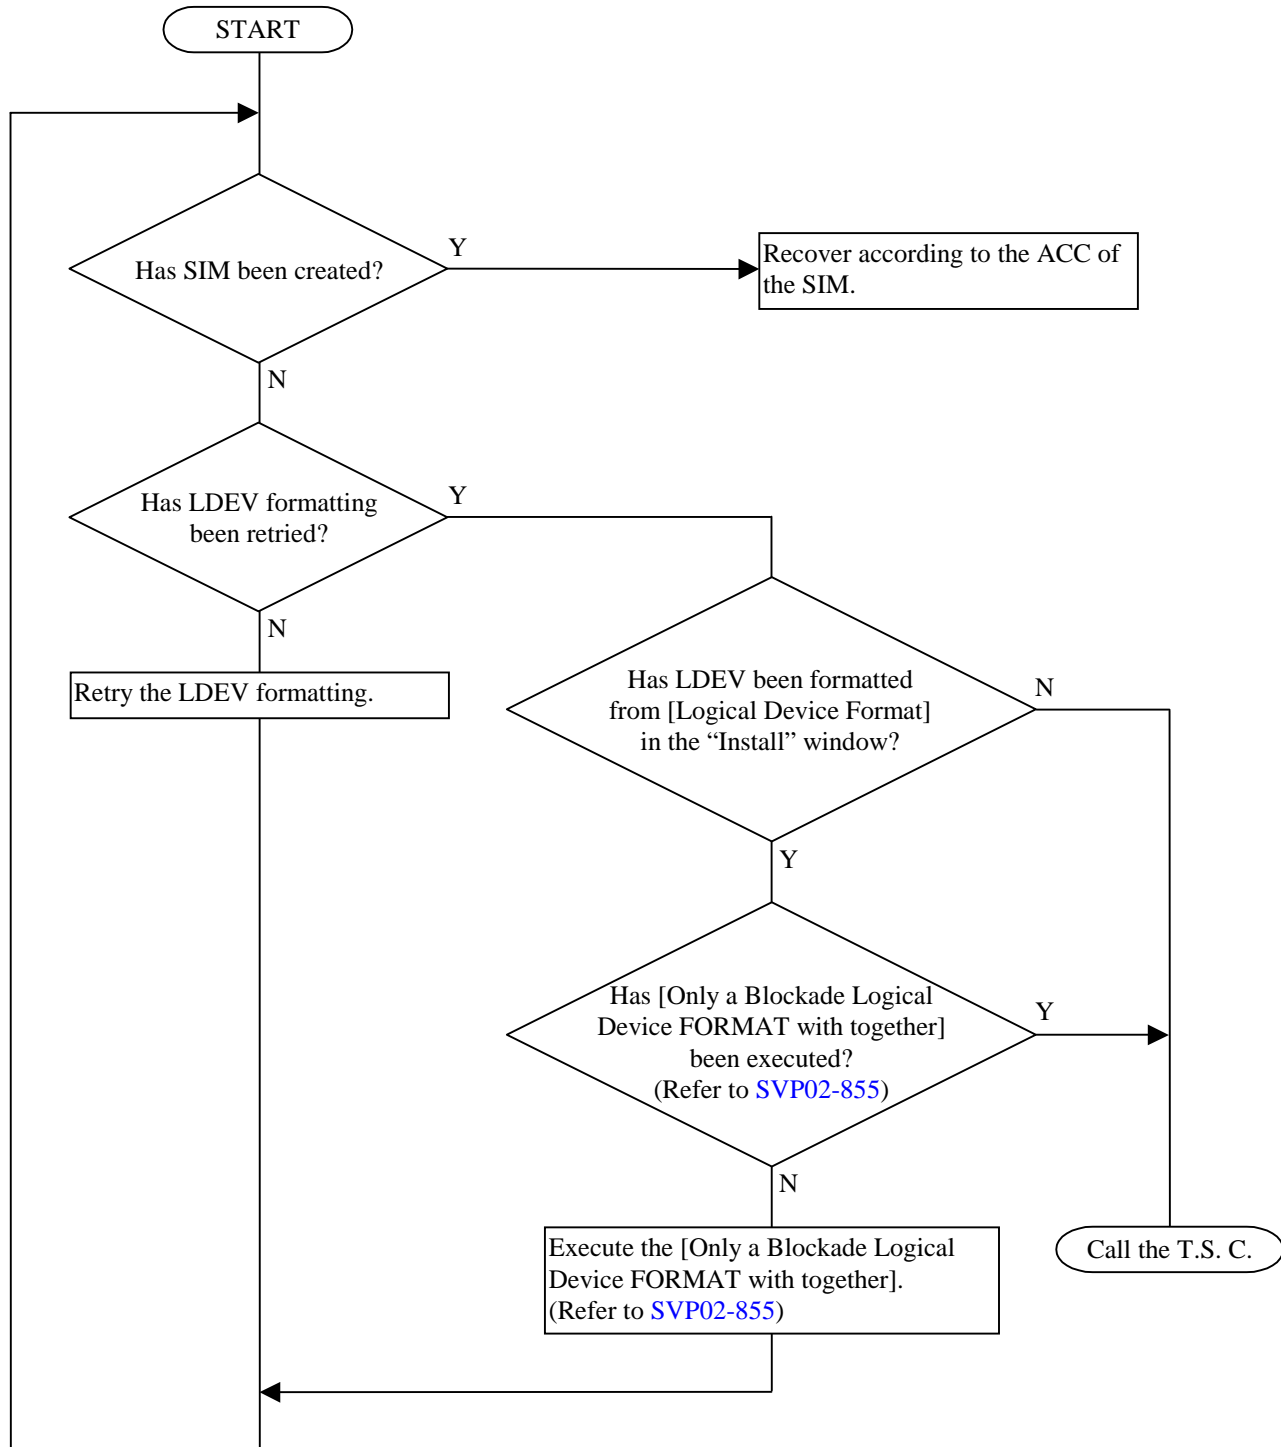 START
Has SIM been created?
Y
Recover according to the ACC of
the SIM.
N
Has LDEV formatting
been retried?
Y
N
Retry the LDEV formatting.
Has LDEV been formatted
from [Logical Device Format]
in the “Install” window?
N
Y
Has [Only a Blockade Logical
Device FORMAT with together]
been executed?
(Refer to SVP02-855)
Y
N
Execute the [Only a Blockade Logical
Device FORMAT with together].
(Refer to SVP02-855)
Call the T.S. C.